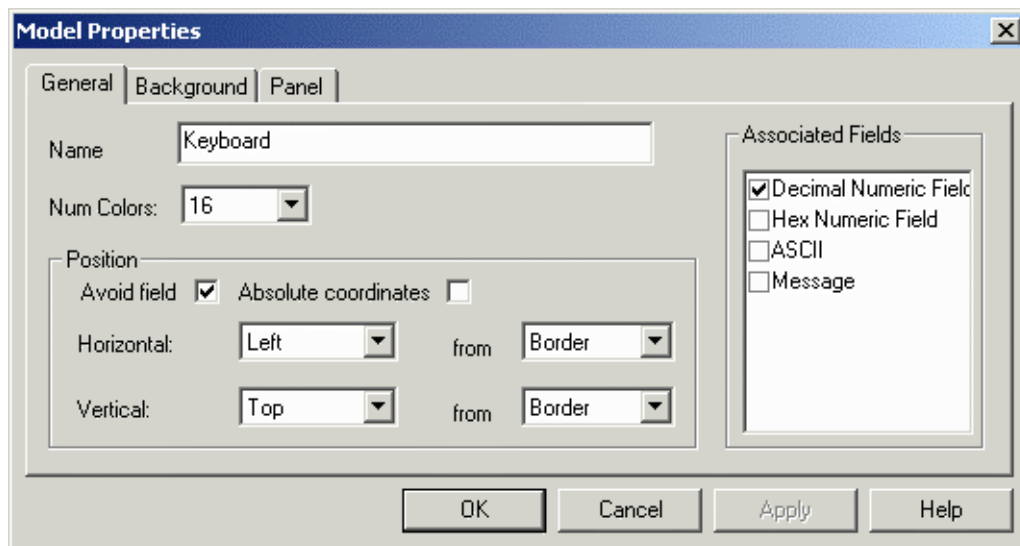 Model Properties
General Background Panel
Name Keyboard
Num Colors: 16
Position
Avoid field Absolute coordinates
Horizontal: Left from Border
Vertical: Top from Border
Associated Fields
Decimal Numeric Field
Hex Numeric Field
ASCII
Message
OK Cancel Apply Help